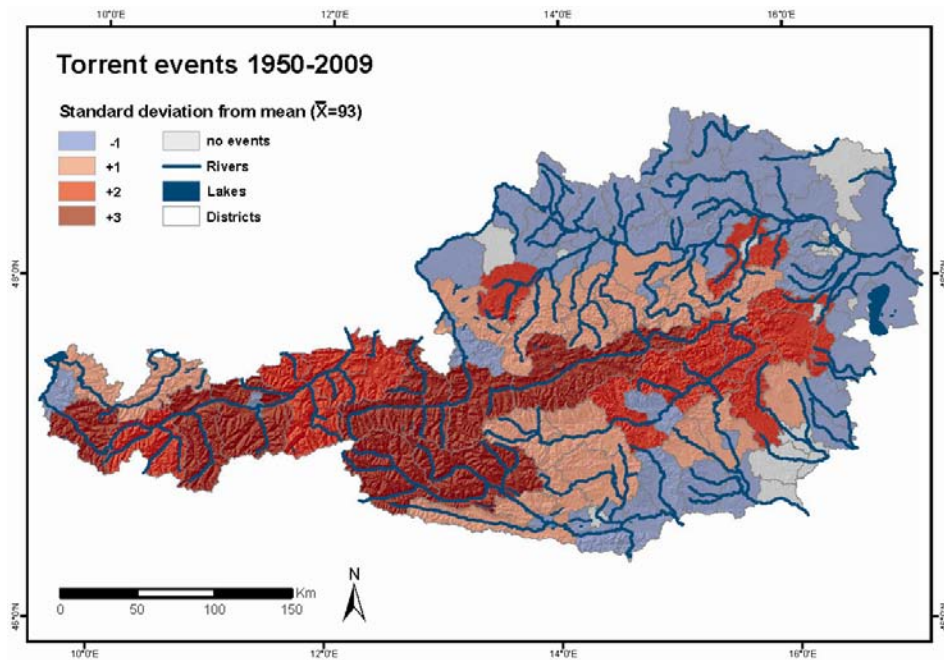 10°0'E 12°0'E 14°0'E 16°0'E
Torrent events 1950-2009
Standard deviation from mean (X̅=93)
-1 no events
+1 Rivers
+2 Lakes
+3 Districts
48°0'N
N
Km
0 50 100 150
46°0'N 46°0'N
10°0'E 12°0'E 14°0'E 16°0'E